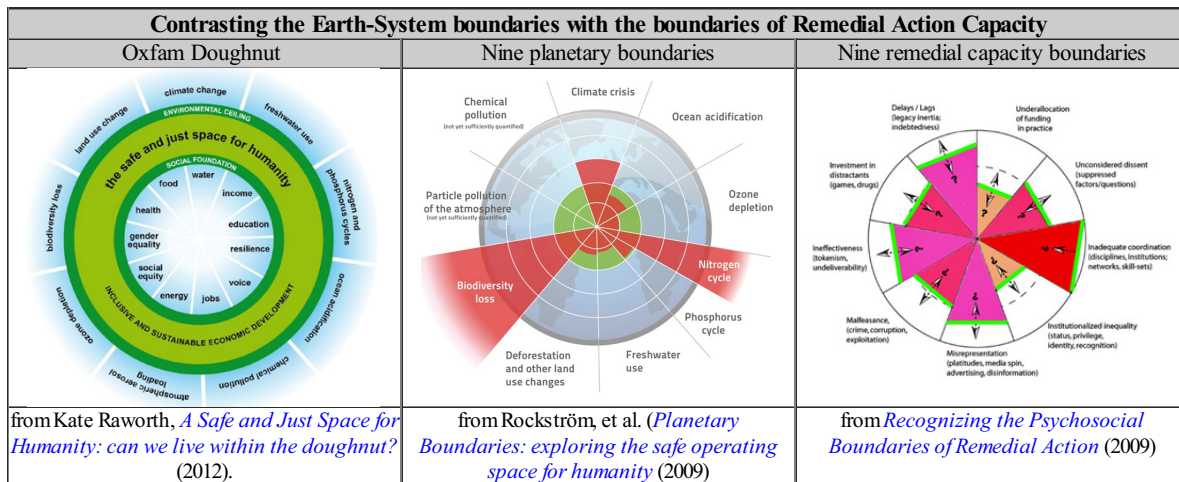 Contrasting the Earth-System boundaries with the boundaries of Remedial Action Capacity
Oxfam Doughnut
Nine planetary boundaries
Nine remedial capacity boundaries
climate change
freshwater use
nitrogen and
phosphorus cycles
ocean acidification
chemical pollution
atmospheric aerosol
loading
ozone depletion
biodiversity loss
land use change
ENVIRONMENTAL CEILING
the safe and just space for humanity
SOCIAL FOUNDATION
water
income
education
resilience
voice
jobs
energy
social
equity
gender
equality
health
food
INCLUSIVE AND SUSTAINABLE ECONOMIC DEVELOPMENT
Climate crisis
Ocean acidification
Ozone
depletion
Nitrogen
cycle
Phosphorus
cycle
Freshwater
use
Deforestation
and other land
use changes
Biodiversity
loss
Particle pollution
of the atmosphere
(not yet sufficiently quantified)
Chemical
pollution
(not yet sufficiently quantified)
Delays / Lags
(legacy inertia;
indebtedness)
Underallocation
of funding
in practice
Unconsidered dissent
(suppressed
factors/questions)
Inadequate coordination
(disciplines, institutions;
networks, skill-sets)
Institutionalized inequality
(status, privilege,
identity, recognition)
Misrepresentation
(platitudes, media spin,
advertising, disinformation)
Malfeasance,
(crime, corruption,
exploitation)
Ineffectiveness
(tokenism,
undeliverability)
Investment in
distractants
(games, drugs)
?
?
?
?
?
?
?
?
?
from Kate Raworth, A Safe and Just Space for
Humanity: can we live within the doughnut?
(2012).
from Rockström, et al. (Planetary
Boundaries: exploring the safe operating
space for humanity (2009)
from Recognizing the Psychosocial
Boundaries of Remedial Action (2009)